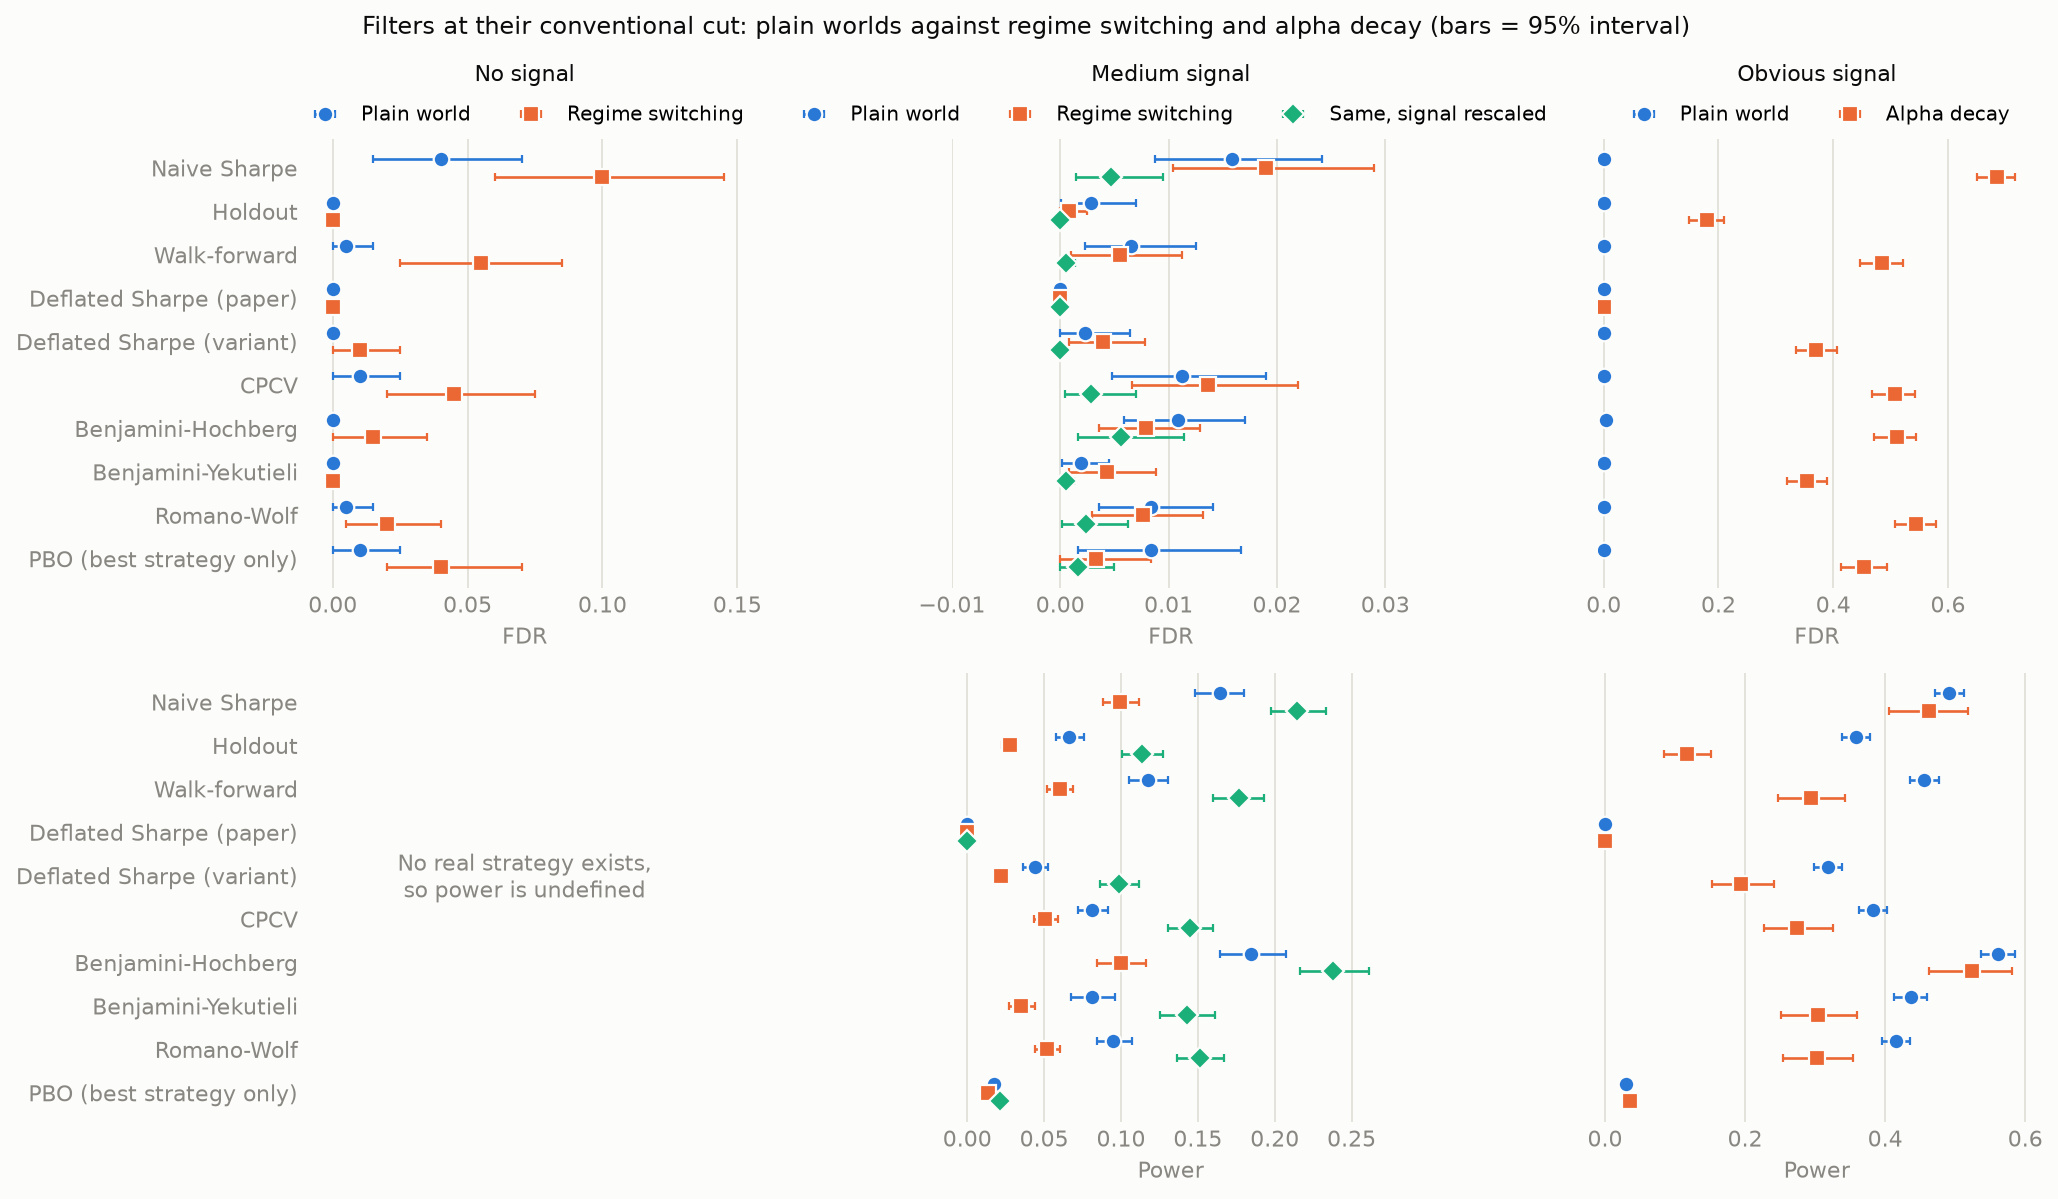 Filters at their conventional cut: plain worlds against regime switching and alpha decay (bars = 95% interval)
No signal
Medium signal
Obvious signal
Plain world
Regime switching
Plain world
Regime switching
Same, signal rescaled
Plain world
Alpha decay
Naive Sharpe
Holdout
Walk-forward
Deflated Sharpe (paper)
Deflated Sharpe (variant)
CPCV
Benjamini-Hochberg
Benjamini-Yekutieli
Romano-Wolf
PBO (best strategy only)
0.00 0.05 0.10 0.15
FDR
−0.01 0.00 0.01 0.02 0.03
FDR
0.0 0.2 0.4 0.6
FDR
Naive Sharpe
Holdout
Walk-forward
Deflated Sharpe (paper)
Deflated Sharpe (variant)
CPCV
Benjamini-Hochberg
Benjamini-Yekutieli
Romano-Wolf
PBO (best strategy only)
No real strategy exists,
so power is undefined
0.00 0.05 0.10 0.15 0.20 0.25
Power
0.0 0.2 0.4 0.6
Power